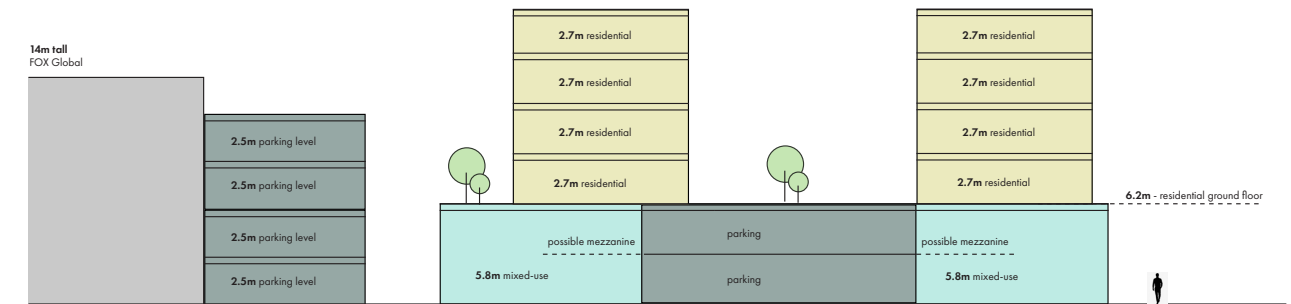 14m tall
FOX Global
2.5m parking level
2.5m parking level
2.5m parking level
2.5m parking level
2.7m residential
2.7m residential
2.7m residential
2.7m residential
2.7m residential
2.7m residential
2.7m residential
2.7m residential
6.2m - residential ground floor
possible mezzanine
5.8m mixed-use
parking
parking
possible mezzanine
5.8m mixed-use